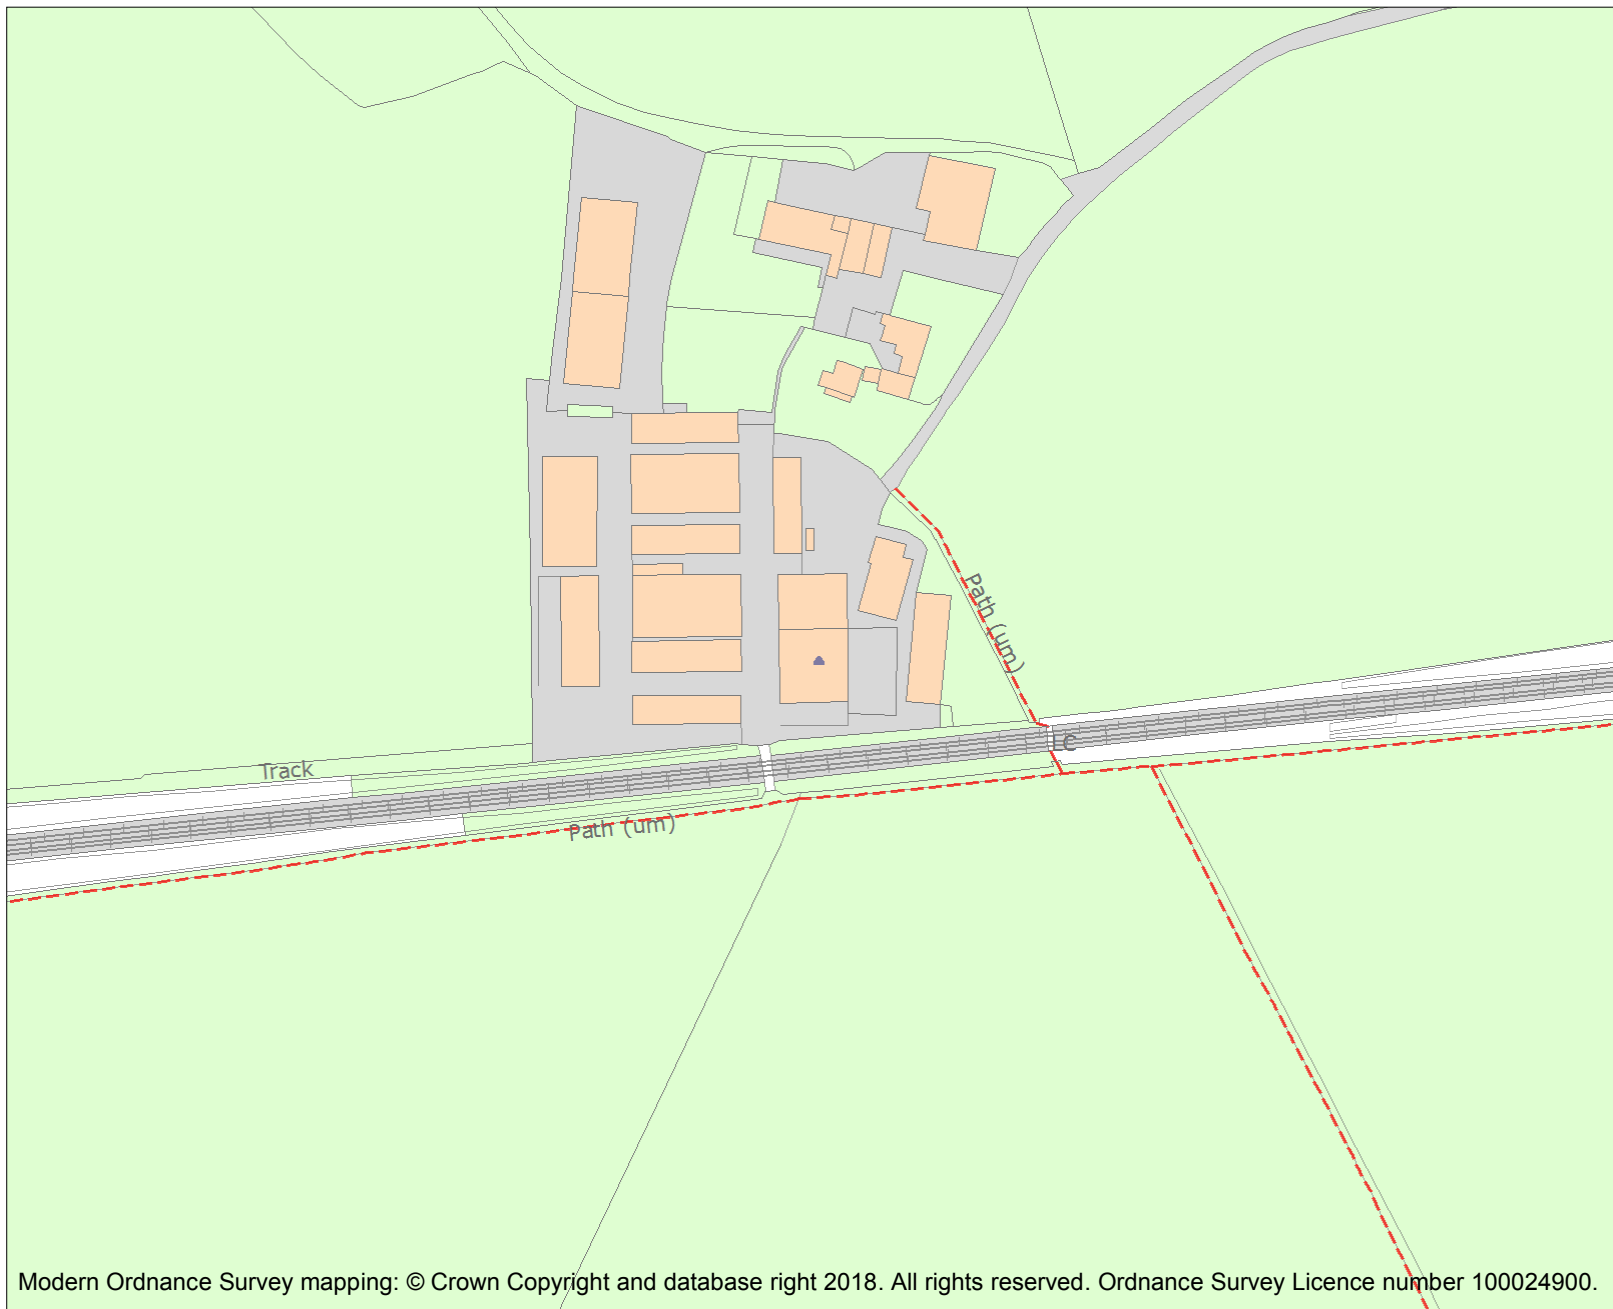 Path (um)
LC
Track
Path (um)
Modern Ordnance Survey mapping: © Crown Copyright and database right 2018. All rights reserved. Ordnance Survey Licence number 100024900.